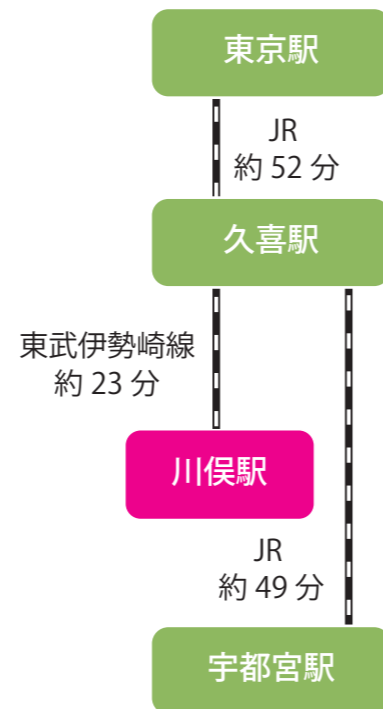 東京駅
JR
約 52 分
久喜駅
東武伊勢崎線
約 23 分
川俣駅
JR
約 49 分
宇都宮駅